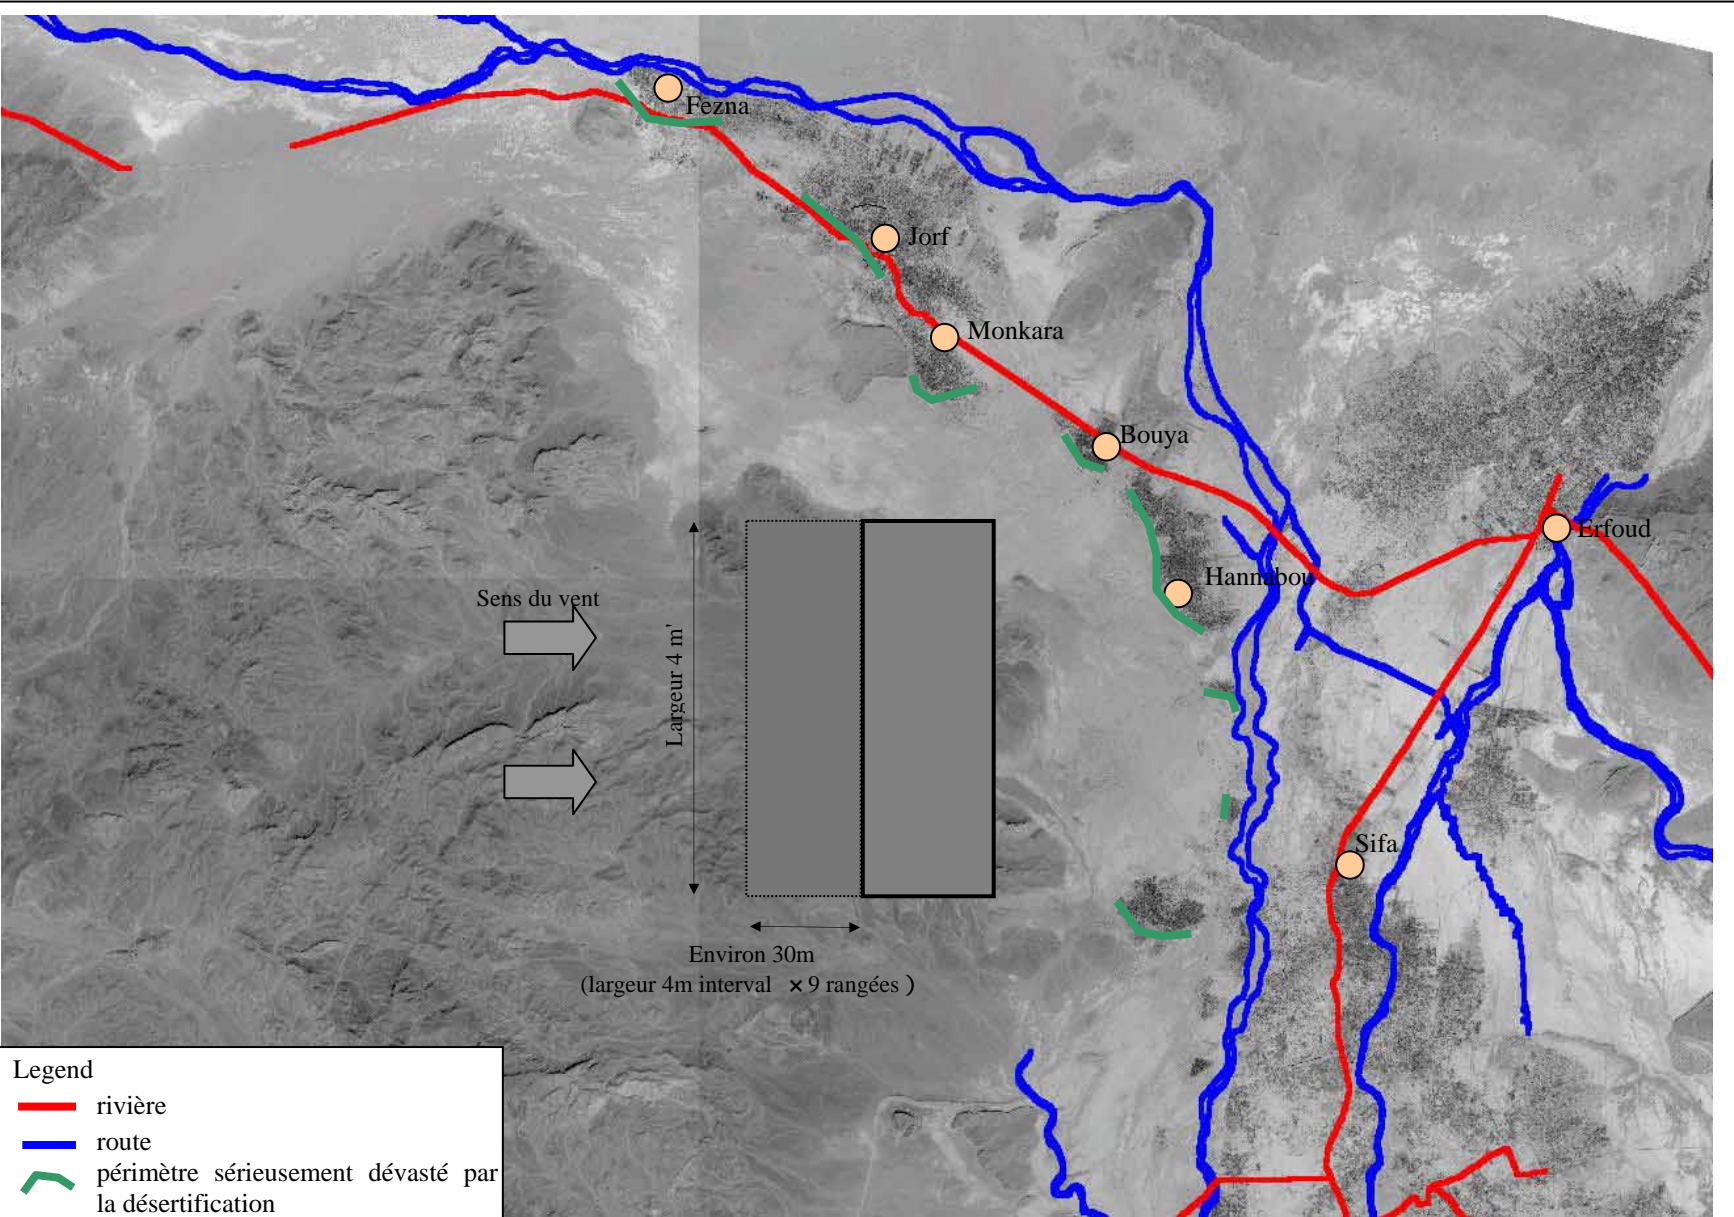 Fezna
Jorf
Monkara
Bouya
Erfoud
Hannabou
Sens du vent
Largeur 4 m'
Sifa
Environ 30m
(largeur 4m interval × 9 rangées )
Legend
rivière
route
périmètre sérieusement dévasté par
la désertification